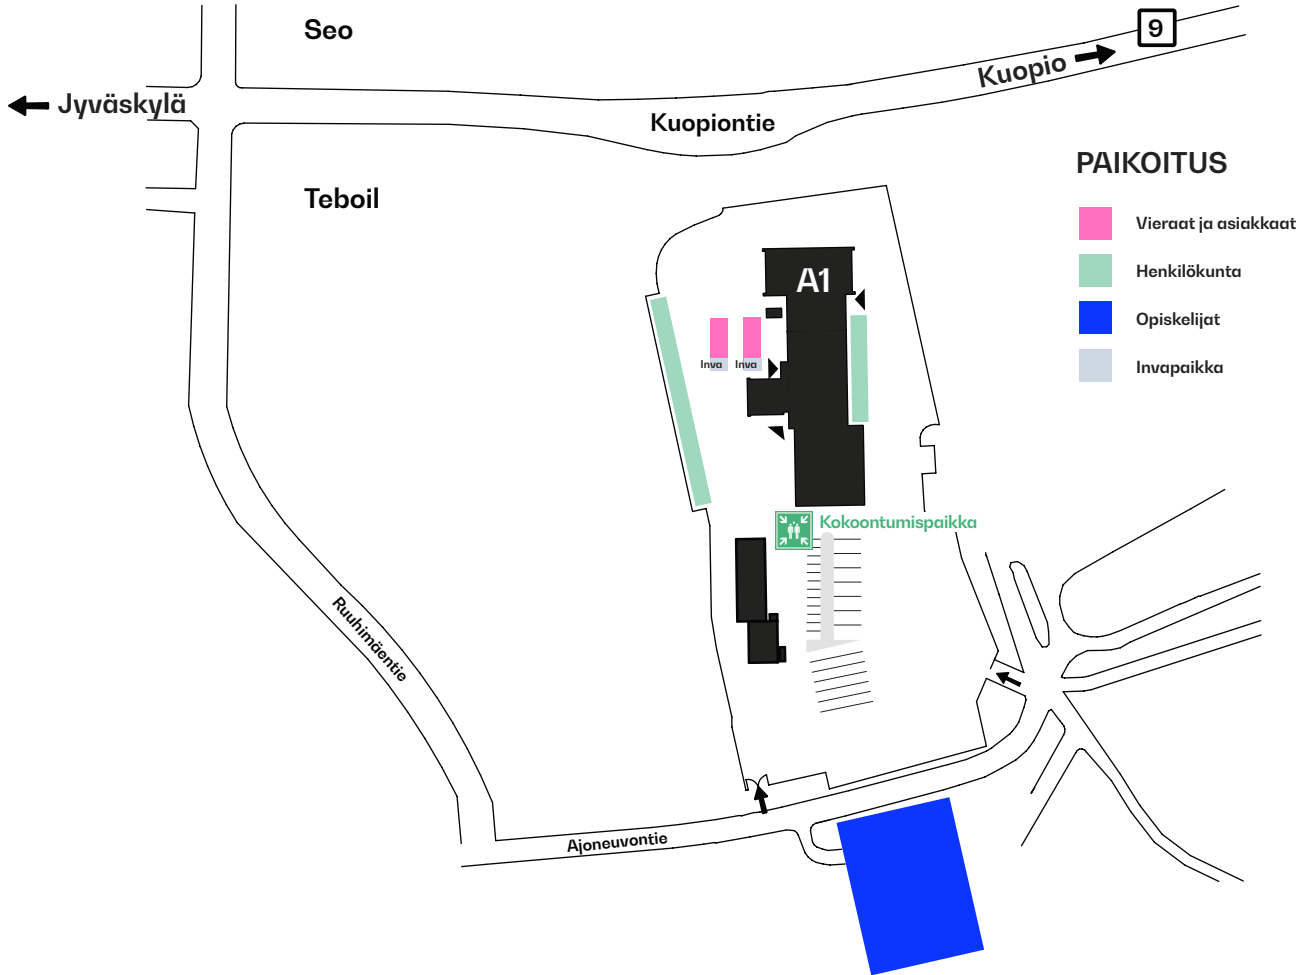 Seo
9
Kuopio
Jyväskylä
Kuopiontie
PAIKOITUS
Teboil
Vieraat ja asiakkaat
A1
Henkilökunta
Opiskelijat
Inva
Inva
Invapaikka
Kokoontumispaikka
Ruuhimäentie
Ajoneuvontie